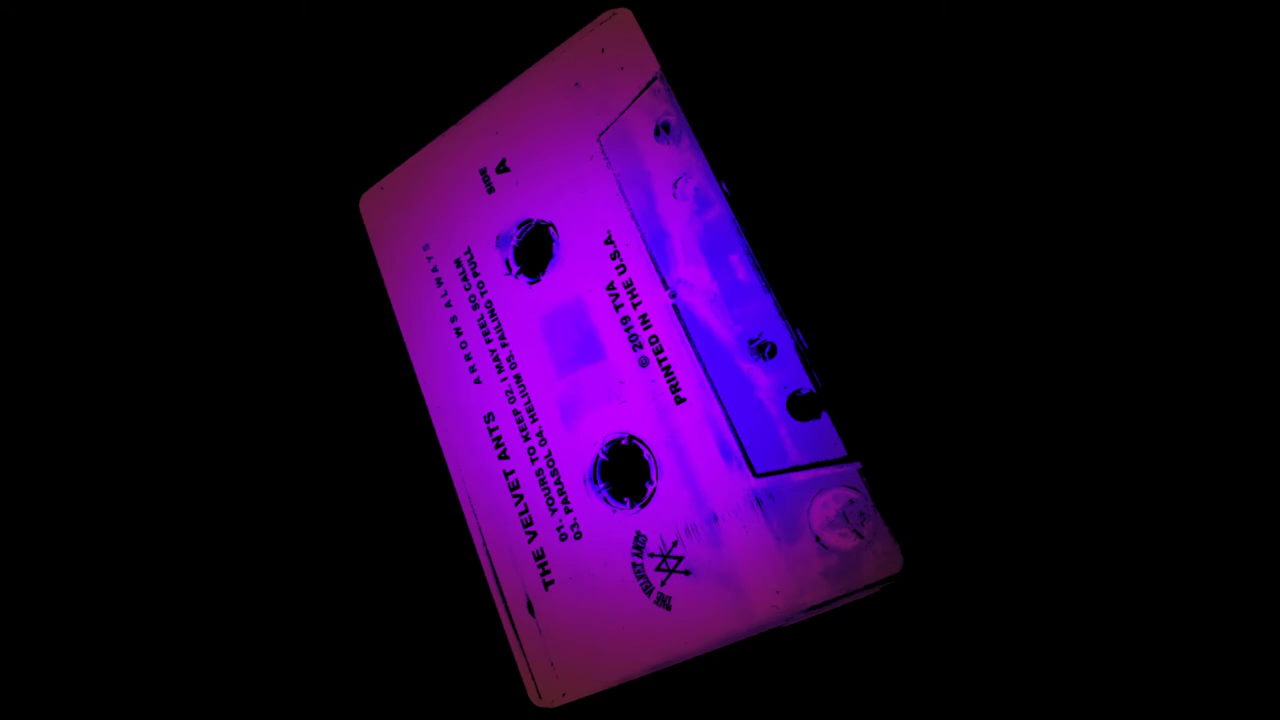 THE VELVET ANTS ARROWS ALWAYS
01. YOURS TO KEEP 02. I MAY FEEL SO CALM
03. PARASOL 04. HELIUM 05. FAILING TO PULL
SIDE
A
© 2019 TVA
PRINTED IN THE U.S.A.
THE VELVET ANTS